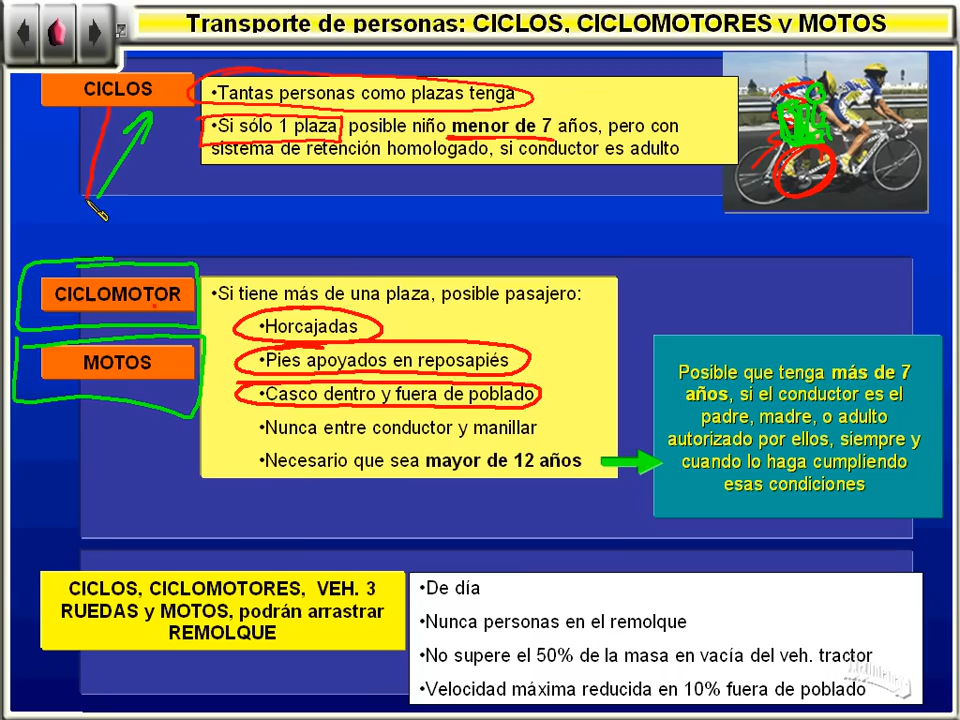 Transporte de personas: CICLOS, CICLOMOTORES y MOTOS
CICLOS
•Tantas personas como plazas tenga
•Si sólo 1 plaza, posible niño menor de 7 años, pero con
sistema de retención homologado, si conductor es adulto
CICLOMOTOR
MOTOS
•Si tiene más de una plaza, posible pasajero:
•Horcajadas
•Pies apoyados en reposapiés
•Casco dentro y fuera de poblado
•Nunca entre conductor y manillar
•Necesario que sea mayor de 12 años
Posible que tenga más de 7
años, si el conductor es el
padre, madre, o adulto
autorizado por ellos, siempre y
cuando lo haga cumpliendo
esas condiciones
CICLOS, CICLOMOTORES, VEH. 3
RUEDAS y MOTOS, podrán arrastrar
REMOLQUE
•De día
•Nunca personas en el remolque
•No supere el 50% de la masa en vacía del veh. tractor
•Velocidad máxima reducida en 10% fuera de poblado